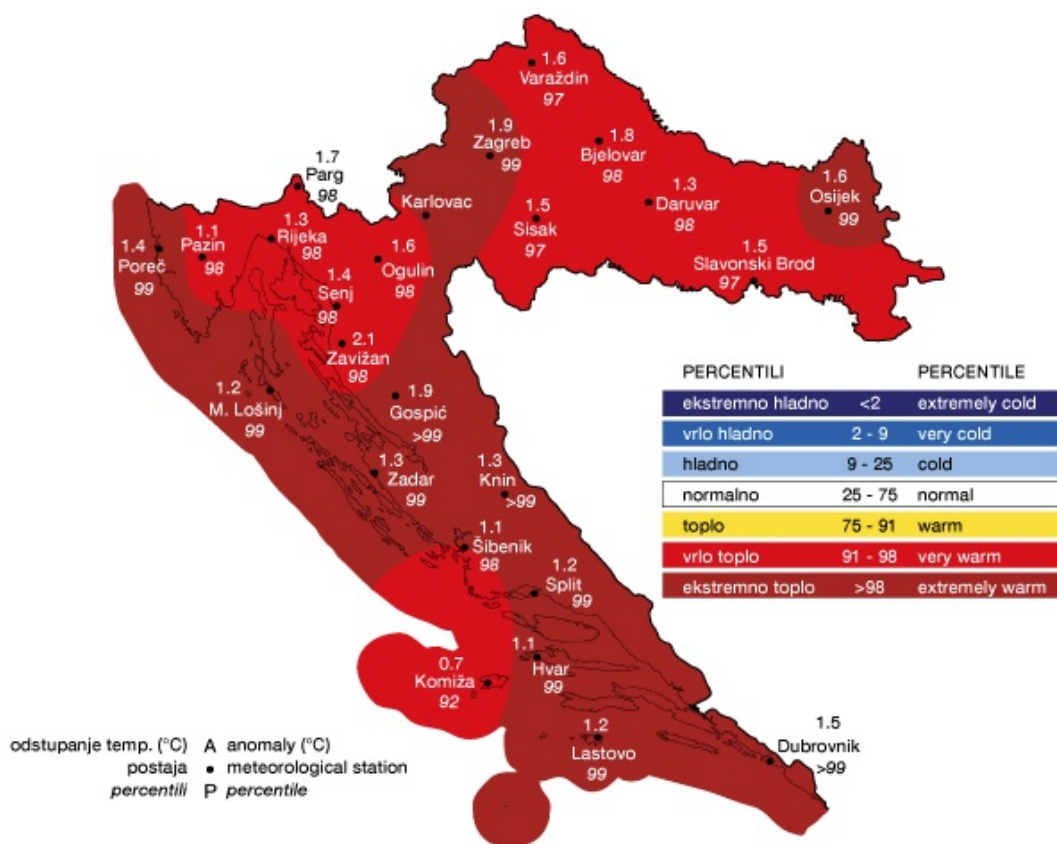 1.6
Varaždin
97
1.9
Zagreb
99
1.8
Bjelovar
98
1.7
Parg
98
1.3
Daruvar
98
1.6
Osijek
99
Karlovac
1.5
Sisak
97
1.4
Poreč
99
1.1
Pazin
98
1.3
Rijeka
98
1.6
Ogulin
98
1.5
Slavonski Brod
97
1.4
Senj
98
2.1
Zavižan
98
1.2
M. Lošinj
99
1.9
Gospić
>99
1.3
Zadar
99
1.3
Knin
>99
1.1
Šibenik
98
1.2
Split
99
1.1
Hvar
99
0.7
Komiža
92
1.2
Lastovo
99
1.5
Dubrovnik
>99
PERCENTILI PERCENTILE
ekstremno hladno <2 extremely cold
vrlo hladno 2 - 9 very cold
hladno 9 - 25 cold
normalno 25 - 75 normal
toplo 75 - 91 warm
vrlo toplo 91 - 98 very warm
ekstremno toplo >98 extremely warm
odstupanje temp. (°C) A anomaly (°C)
postaja • meteorological station
percentili P percentile